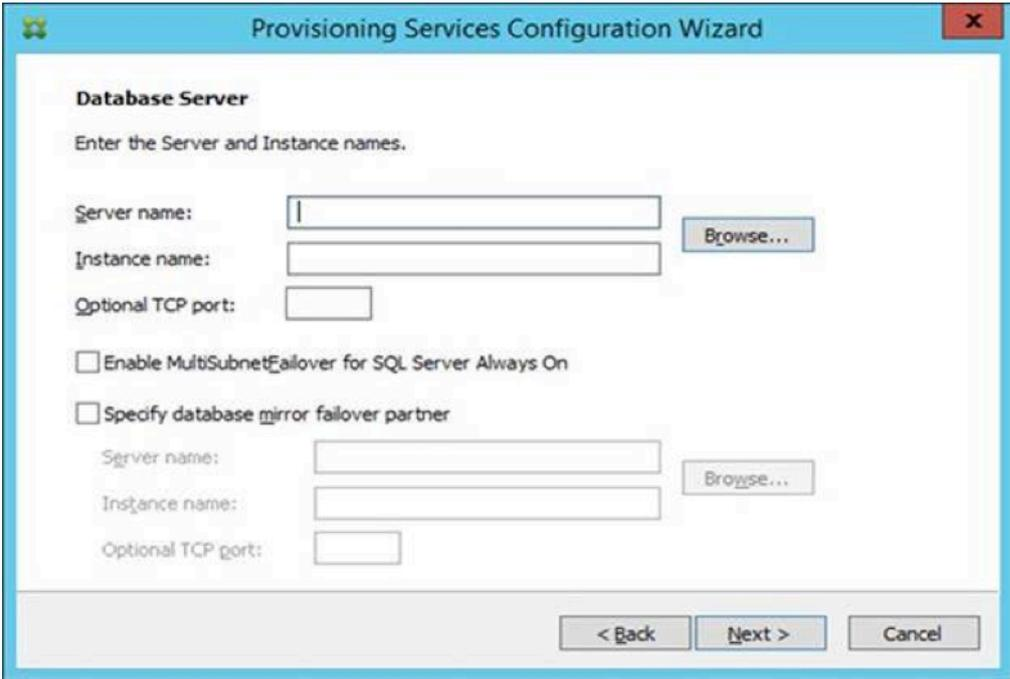 Provisioning Services Configuration Wizard
x
Database Server
Enter the Server and Instance names.
Server name:
Browse...
Instance name:
Optional TCP port:
Enable MultiSubnetFailover for SQL Server Always On
Specify database mirror failover partner
Server name:
Browse...
Instance name:
Optional TCP port:
< Back Next > Cancel